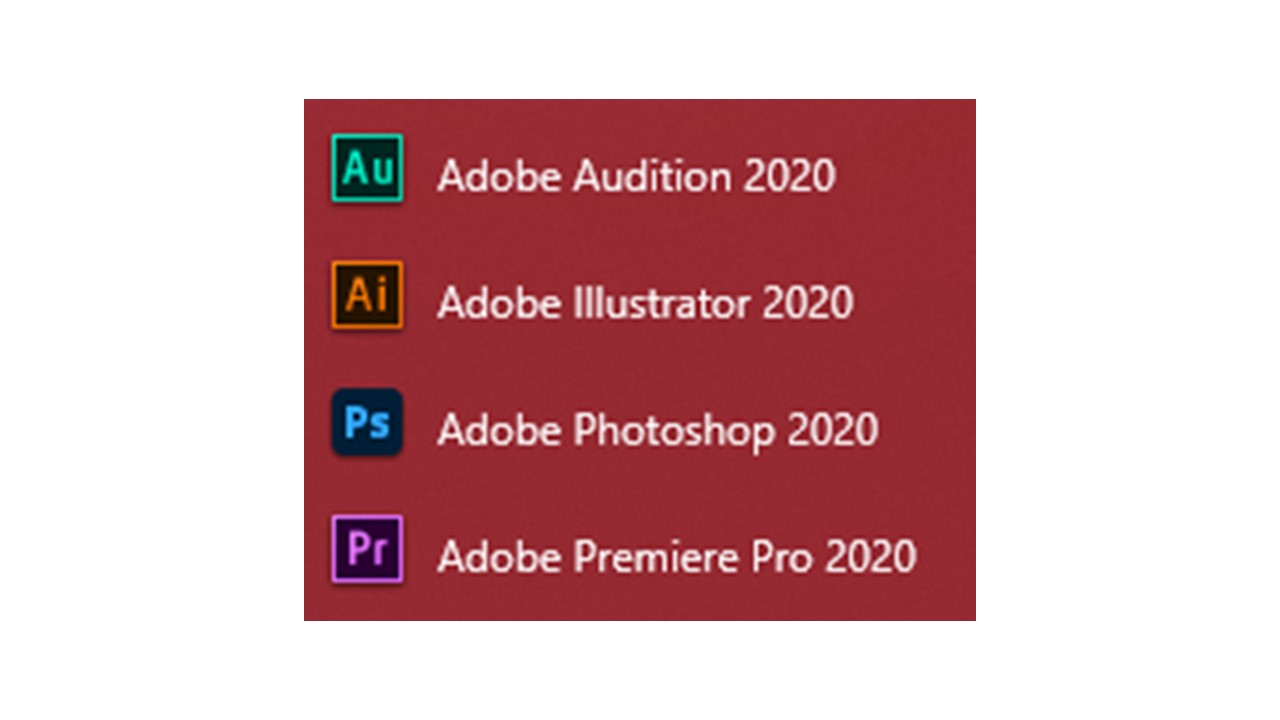 Au Adobe Audition 2020
Ai Adobe Illustrator 2020
Ps Adobe Photoshop 2020
Pr Adobe Premiere Pro 2020